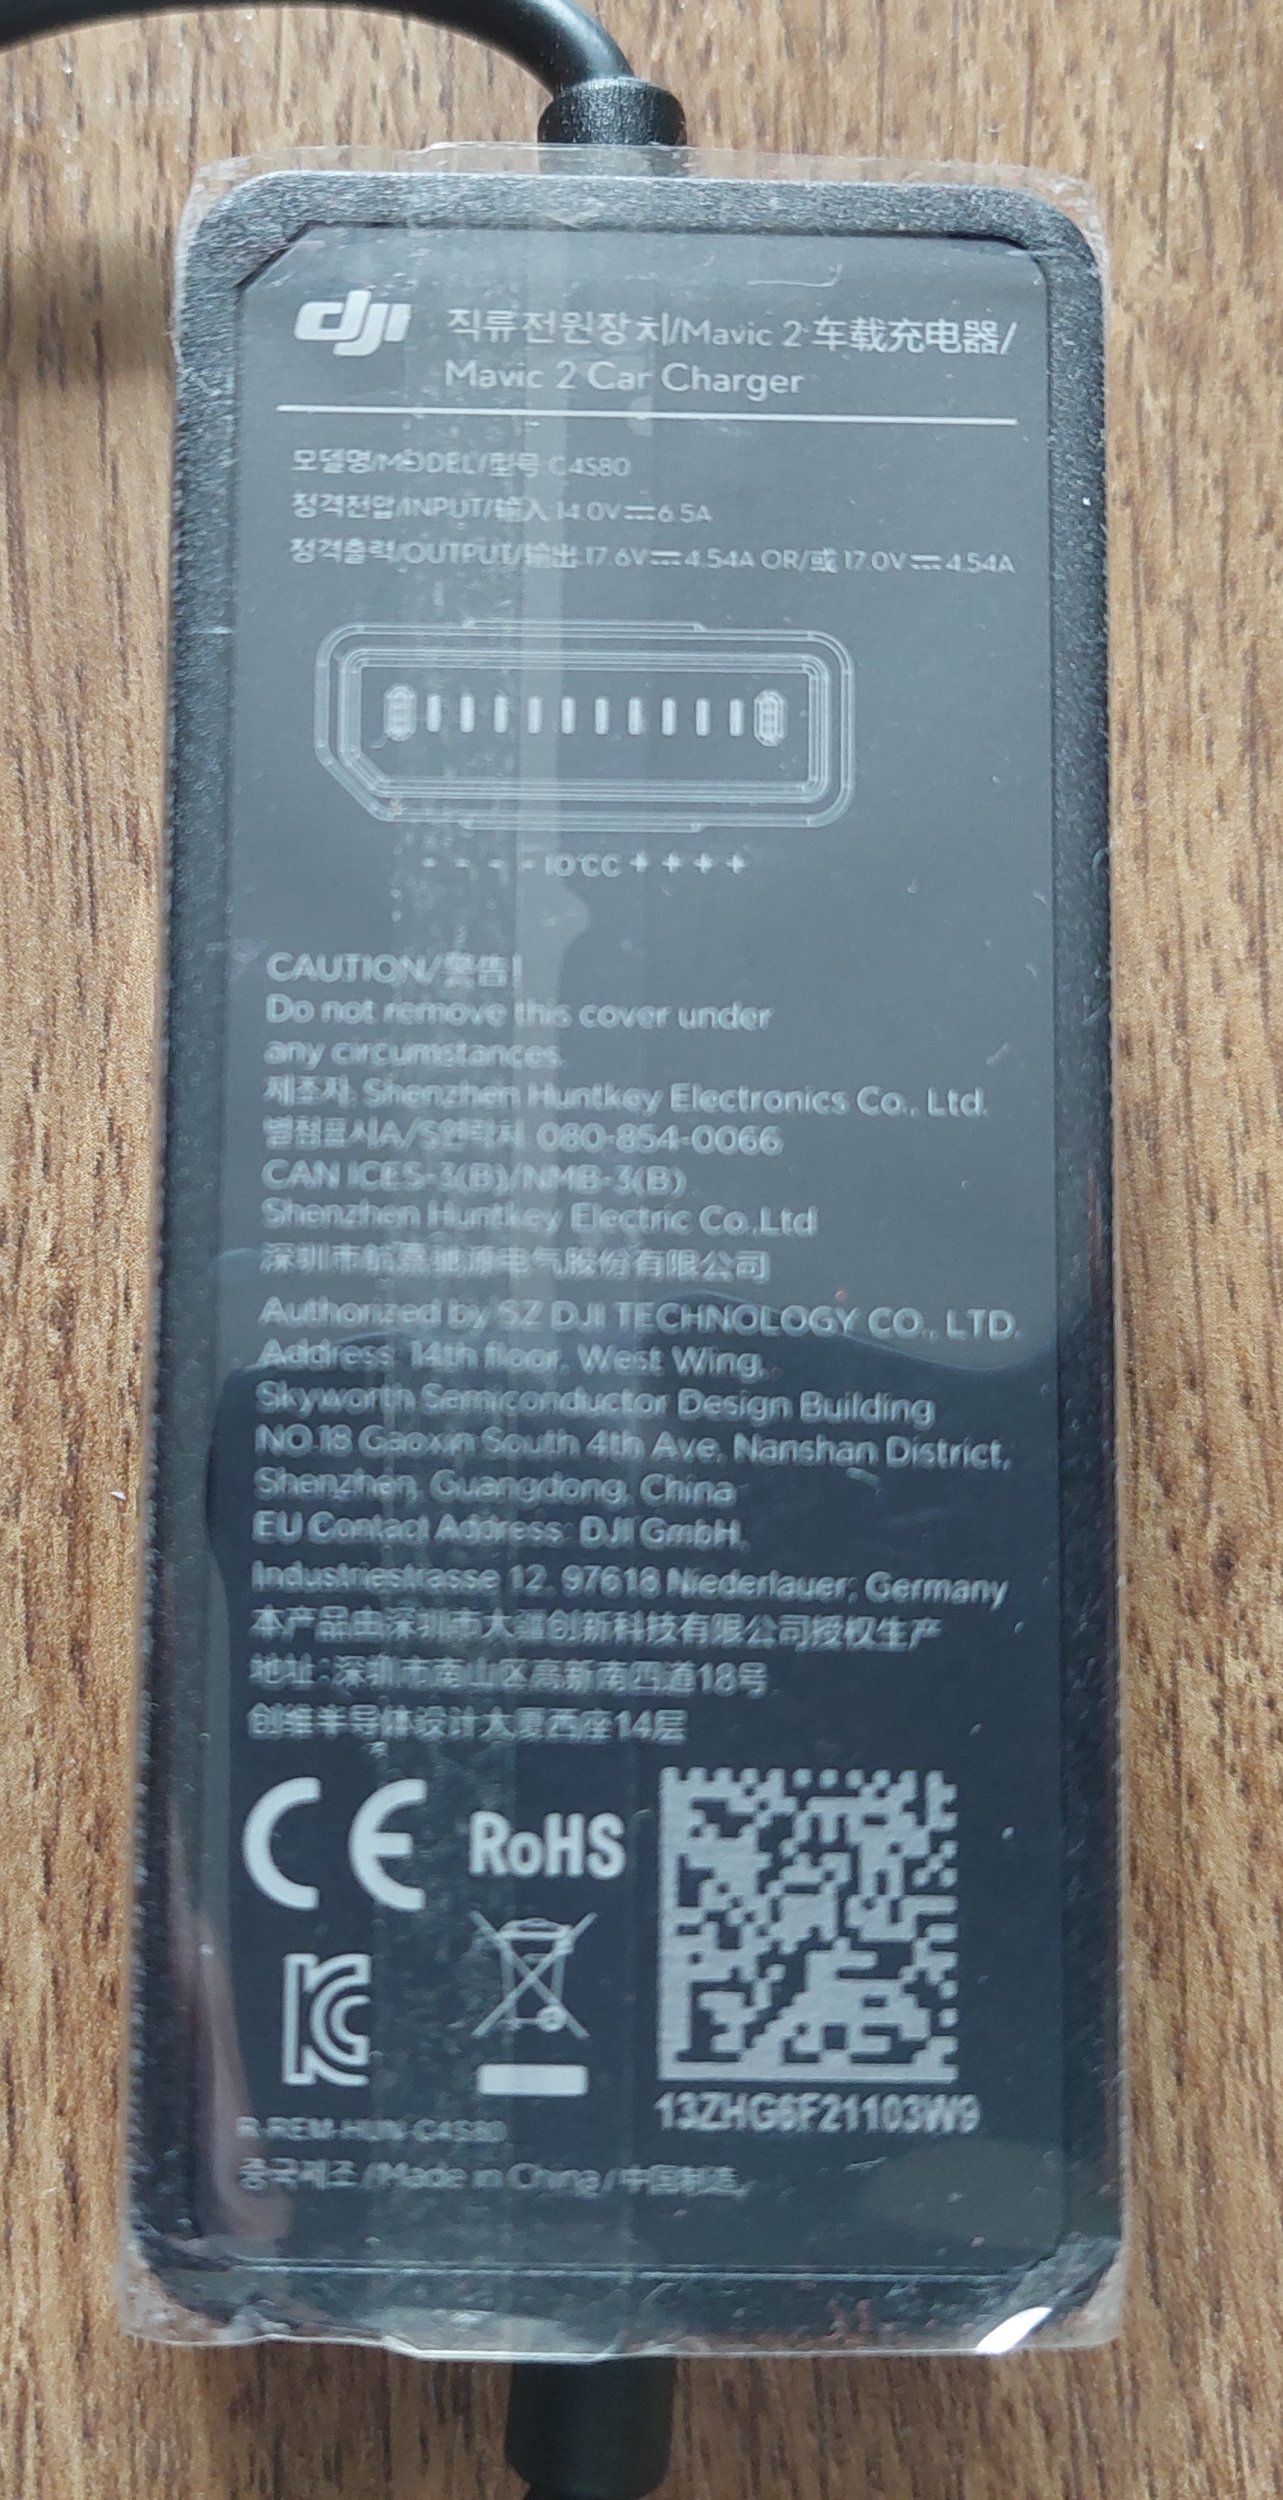 dji 직류전원장치/Mavic 2 车载充电器/
Mavic 2 Car Charger
모델명/MODEL/型号:C4S80
정격전압/INPUT/输入:14.0V⎓6.5A
정격출력/OUTPUT/输出:17.6V⎓4.54A OR/或 17.0V⎓4.54A
- - - - IO CC + + + +
CAUTION/警告!
Do not remove this cover under
any circumstances.
제조자: Shenzhen Huntkey Electronics Co., Ltd.
별첨표시A/S연락처: 080-854-0066
CAN ICES-3(B)/NMB-3(B)
Shenzhen Huntkey Electric Co.,Ltd
深圳市航嘉驰源电气股份有限公司
Authorized by SZ DJI TECHNOLOGY CO., LTD.
Address: 14th floor, West Wing,
Skyworth Semiconductor Design Building
NO.18 Gaoxin South 4th Ave, Nanshan District,
Shenzhen, Guangdong, China
EU Contact Address: DJI GmbH,
Industriestrasse 12, 97618 Niederlauer, Germany
本产品由深圳市大疆创新科技有限公司授权生产
地址:深圳市南山区高新南四道18号
创维半导体设计大厦西座14层
CE RoHS
KC
13ZHG6F21103W9
R-REM-HUN-C4S80
중국제조/Made in China/中国制造